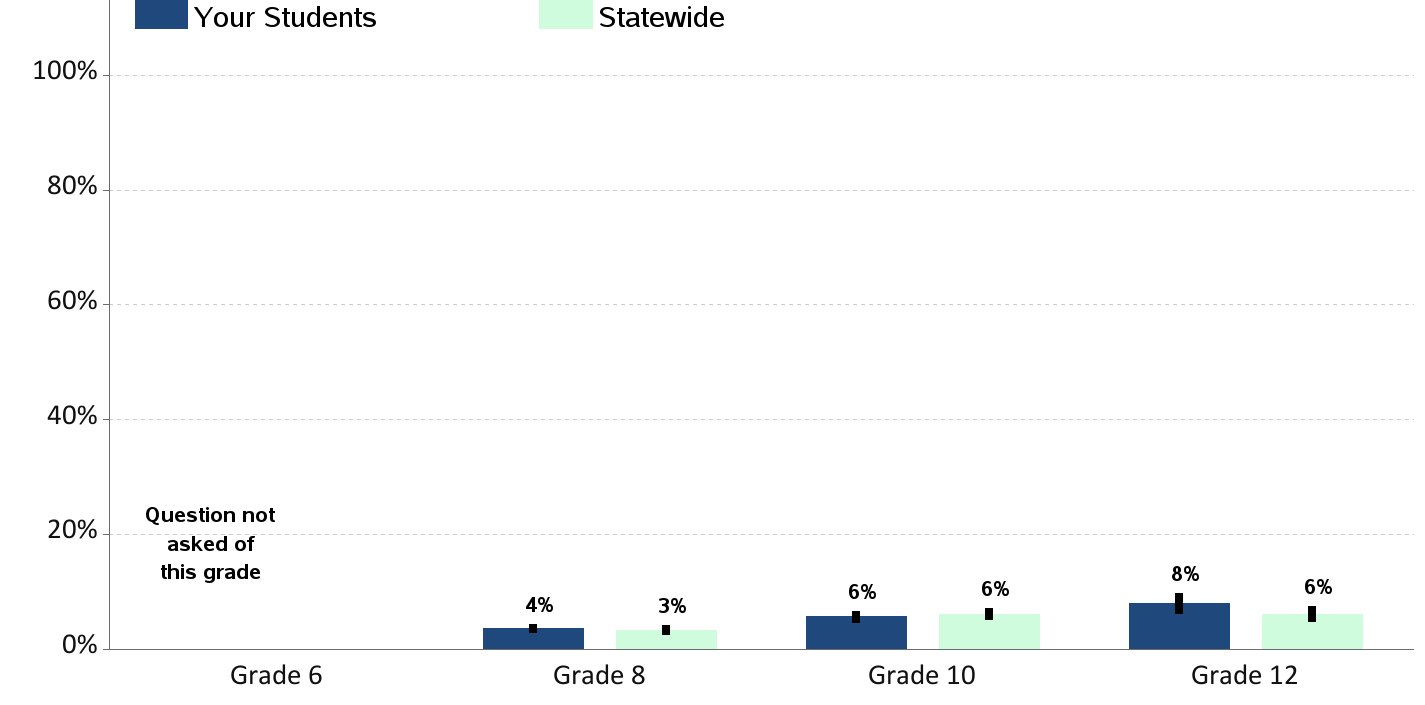 Your Students Statewide
100%
80%
60%
40%
20%
0%
Question not
asked of
this grade
4% 3% 6% 6% 8% 6%
Grade 6 Grade 8 Grade 10 Grade 12